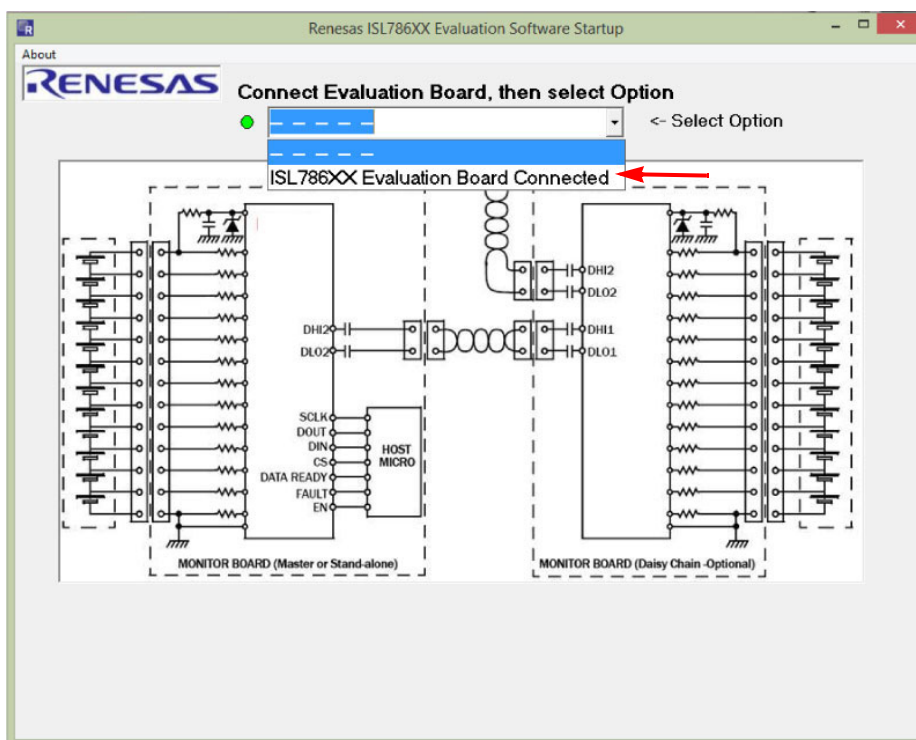 R
Renesas ISL786XX Evaluation Software Startup
About
RENESAS
Connect Evaluation Board, then select Option
– – – – –
<- Select Option
– – – – –
ISL786XX Evaluation Board Connected
DHI2
DLO2
DHI2
DHI1
DLO2
DLO1
SCLK
DOUT
DIN
HOST
CS
MICRO
DATA READY
FAULT
EN
MONITOR BOARD (Master or Stand-alone)
MONITOR BOARD (Daisy Chain -Optional)